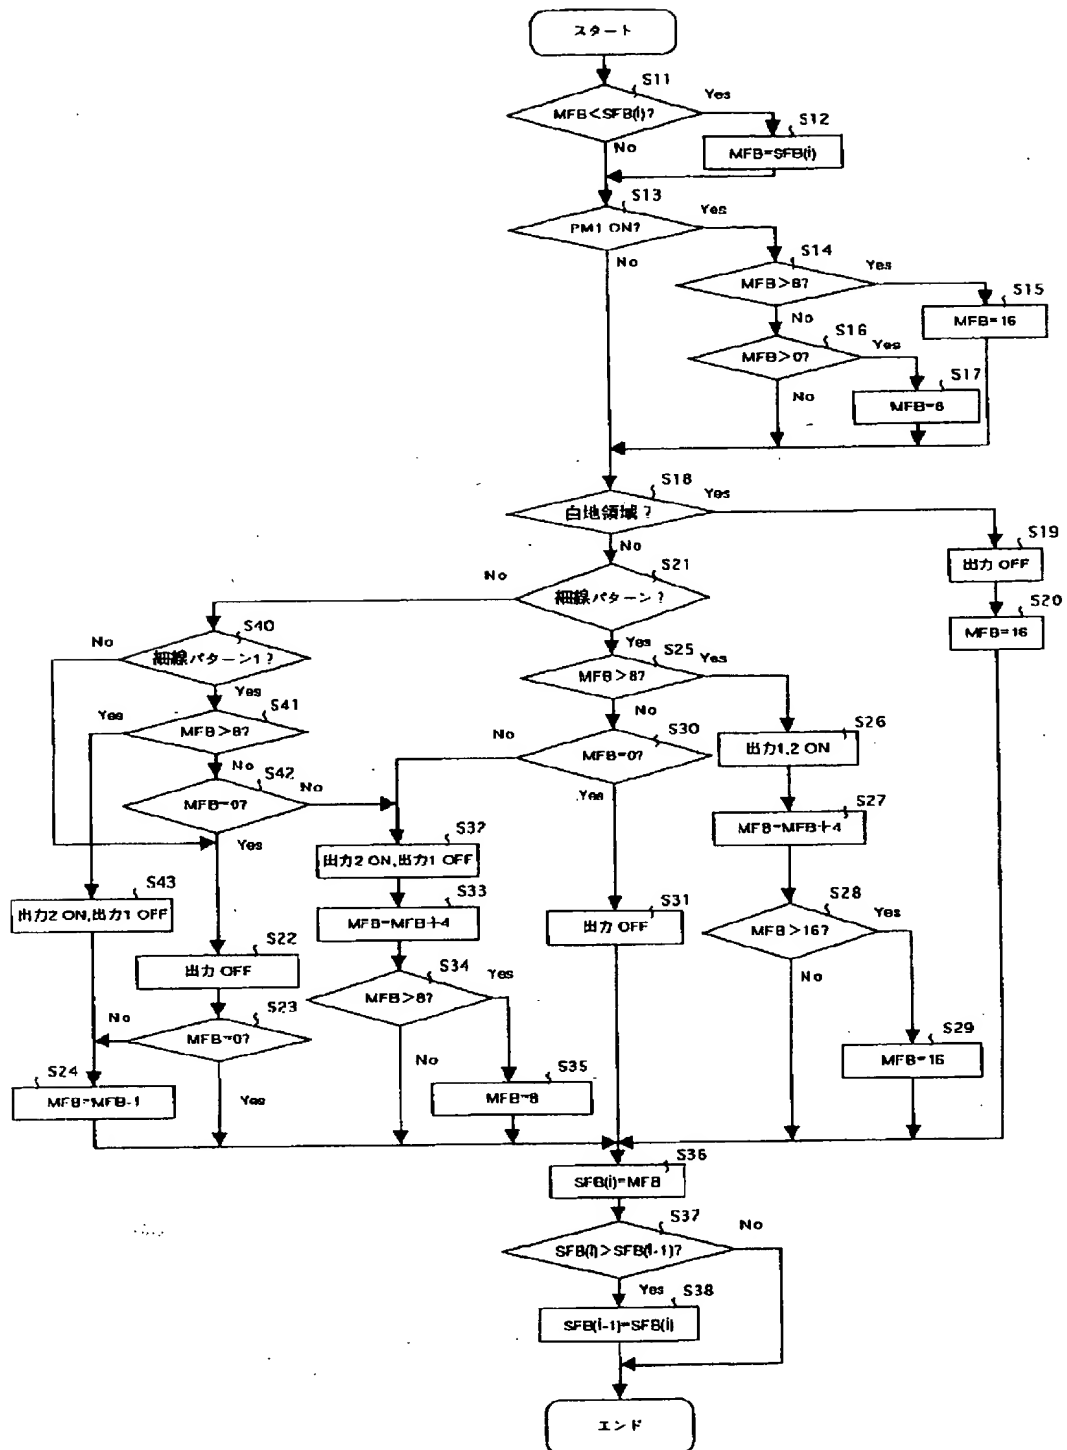 スタート
S11
MFB<SFB(i)?
Yes
No
S12
MFB=SFB(i)
S13
PM1 ON?
Yes
No
S14
MFB>8?
Yes
No
S15
MFB=16
S16
MFB>0?
Yes
No
S17
MFB=8
S18
白地領域?
Yes
No
S19
出力 OFF
S20
MFB=16
S21
細線パターン?
No
Yes
S40
細線パターン1?
No
Yes
S25
MFB>8?
Yes
No
S41
MFB>8?
Yes
No
S30
MFB=0?
No
Yes
S26
出力1,2 ON
S42
MFB=0?
No
Yes
S27
MFB=MFB+4
S32
出力2 ON,出力1 OFF
S43
出力2 ON,出力1 OFF
S33
MFB=MFB+4
S31
出力 OFF
S28
MFB>16?
Yes
No
S22
出力 OFF
S34
MFB>8?
Yes
No
S23
MFB=0?
No
Yes
S29
MFB=16
S24
MFB=MFB-1
S35
MFB=8
S36
SFB(i)=MFB
S37
SFB(i)>SFB(i-1)?
No
Yes
S38
SFB(i-1)=SFB(i)
エンド